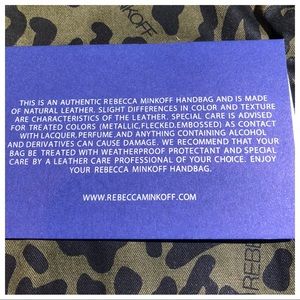 REBECCA MINKOFF
THIS IS AN AUTHENTIC REBECCA MINKOFF HANDBAG AND IS MADE
OF NATURAL LEATHER. SLIGHT DIFFERENCES IN COLOR AND TEXTURE
ARE CHARACTERISTICS OF THE LEATHER. SPECIAL CARE IS ADVISED
FOR TREATED COLORS (METALLIC,FLECKED,EMBOSSED) AS CONTACT
WITH LACQUER,PERFUME,AND ANYTHING CONTAINING ALCOHOL
AND DERIVATIVES CAN CAUSE DAMAGE. WE RECOMMEND THAT YOUR
BAG BE TREATED WITH WEATHERPROOF PROTECTANT AND SPECIAL
CARE BY A LEATHER CARE PROFESSIONAL OF YOUR CHOICE. ENJOY
YOUR REBECCA MINKOFF HANDBAG.
WWW.REBECCAMINKOFF.COM
REBE